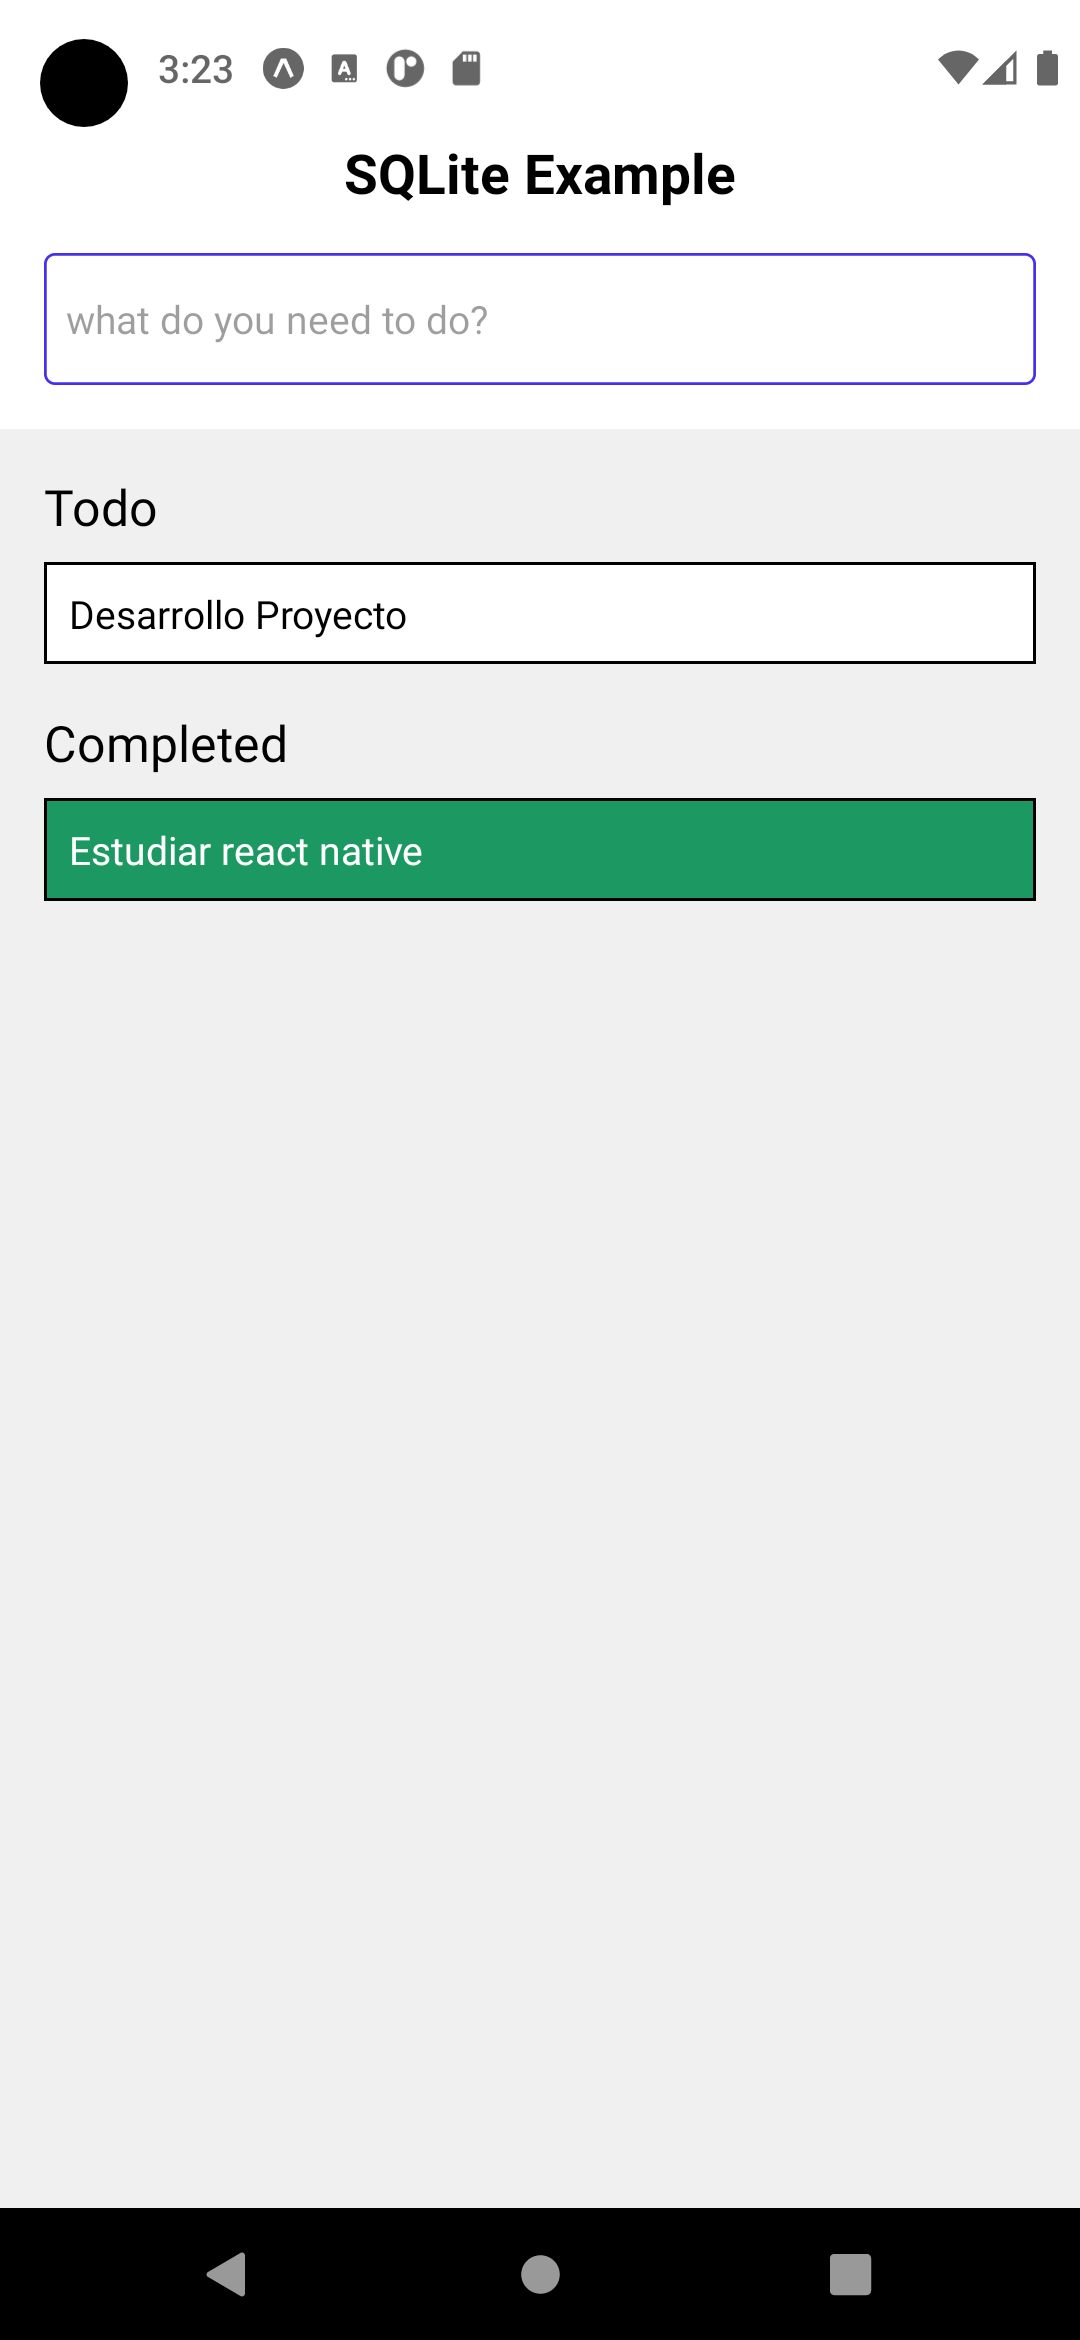 3:23
SQLite Example
what do you need to do?
Todo
Desarrollo Proyecto
Completed
Estudiar react native